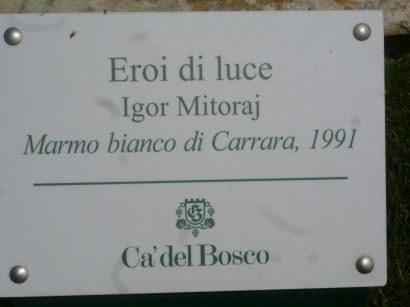 Eroi di luce
Igor Mitoraj
Marmo bianco di Carrara, 1991
Ca' del Bosco